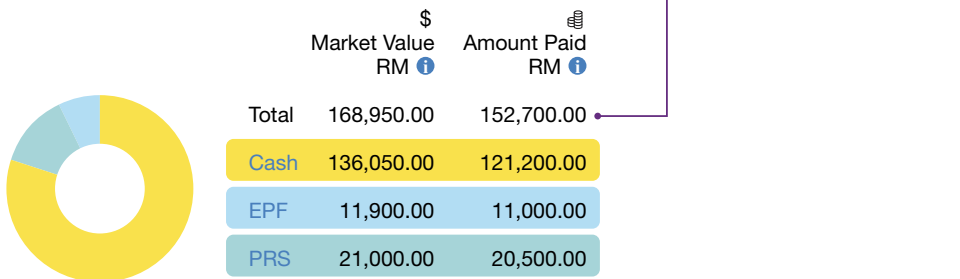 $
Market Value Amount Paid
RM RM
Total 168,950.00 152,700.00
Cash 136,050.00 121,200.00
EPF 11,900.00 11,000.00
PRS 21,000.00 20,500.00